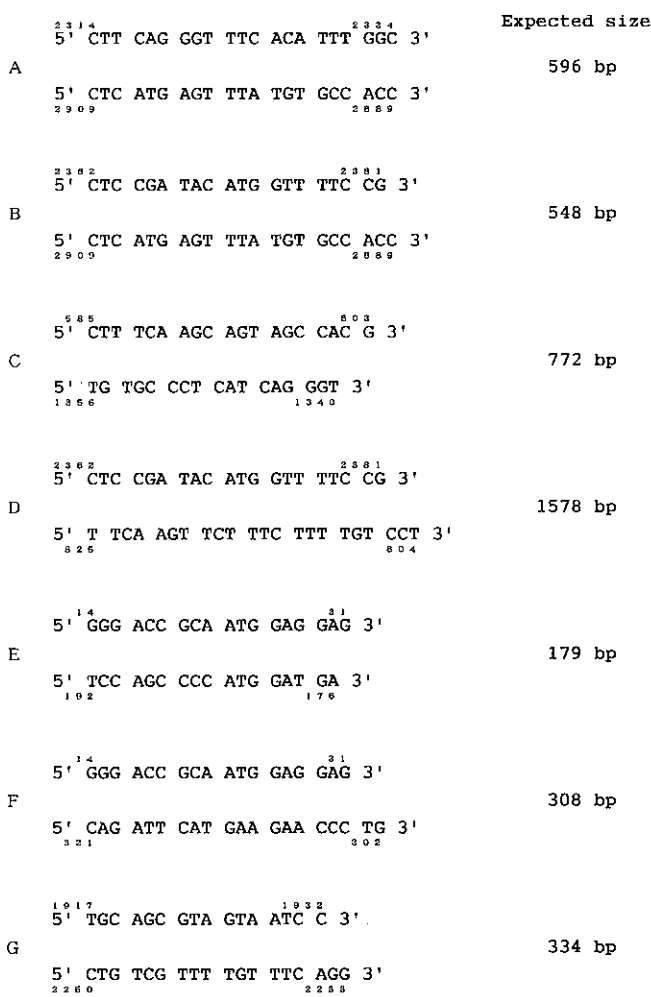 Expected size
2314 2334
5' CTT CAG GGT TTC ACA TTT GGC 3'
A 596 bp
5' CTC ATG AGT TTA TGT GCC ACC 3'
2909 2889
2362 2381
5' CTC CGA TAC ATG GTT TTC CG 3'
B 548 bp
5' CTC ATG AGT TTA TGT GCC ACC 3'
2909 2889
585 603
5' CTT TCA AGC AGT AGC CAC G 3'
C 772 bp
5' TG TGC CCT CAT CAG GGT 3'
1356 1340
2362 2381
5' CTC CGA TAC ATG GTT TTC CG 3'
D 1578 bp
5' T TCA AGT TCT TTC TTT TGT CCT 3'
825 804
14 31
5' GGG ACC GCA ATG GAG GAG 3'
E 179 bp
5' TCC AGC CCC ATG GAT GA 3'
192 176
14 31
5' GGG ACC GCA ATG GAG GAG 3'
F 308 bp
5' CAG ATT CAT GAA GAA CCC TG 3'
321 302
1917 1932
5' TGC AGC GTA GTA ATC C 3'
G 334 bp
5' CTG TCG TTT TGT TTC AGG 3'
2250 2233